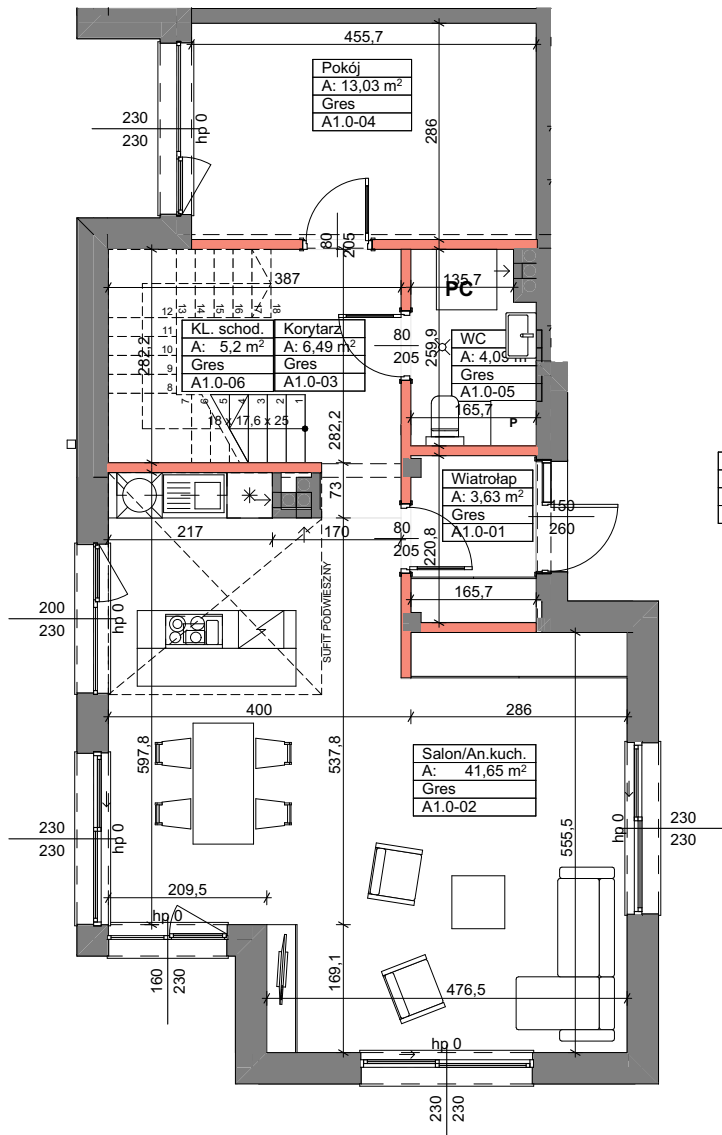 455,7
Pokój
A: 13,03 m²
Gres
A1.0-04
286
230
230
hp 0
80
205
387
135,7
PC
12
11
10
9
8
13
14
15
16
17
18
7
6
5
4
3
2
1
18 x 17,6 x 25
282,2
KL. schod.
A: 5,2 m²
Gres
A1.0-06
Korytarz
A: 6,49 m²
Gres
A1.0-03
80
205
259,9
WC
A: 4,09 m²
Gres
A1.0-05
165,7
P
282,2
73
Wiatrołap
A: 3,63 m²
Gres
A1.0-01
150
260
217
170
80
205
220,8
165,7
200
230
hp 0
SUFIT PODWIESZNY
400
286
597,8
537,8
Salon/An.kuch.
A: 41,65 m²
Gres
A1.0-02
230
230
hp 0
555,5
hp 0
230
230
209,5
hp 0
160
230
169,1
476,5
hp 0
230
230